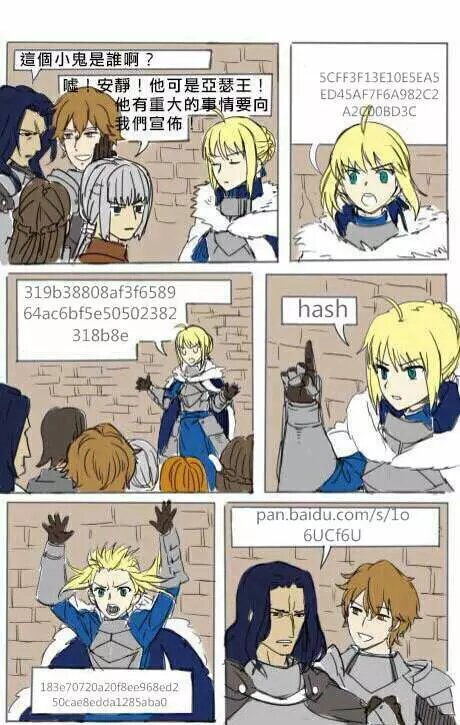 這個小鬼是誰啊？
噓！安靜！他可是亞瑟王！
他有重大的事情要向
我們宣佈！
5CFF3F13E10E5EA5
ED45AF7F6A982C2
A2C00BD3C
319b38808af3f6589
64ac6bf5e50502382
318b8e
hash
183e70720a20f8ee968ed2
50cae8edda1285aba0
pan.baidu.com/s/1o
6UCf6U